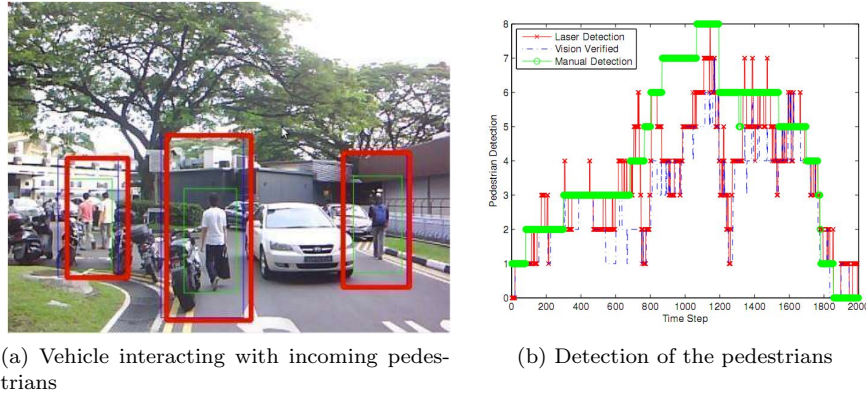 8
7
6
5
4
3
2
1
0
Pedestrian Detection
Laser Detection
Vision Verified
Manual Detection
0 200 400 600 800 1000 1200 1400 1600 1800 2000
Time Step
(a) Vehicle interacting with incoming pedes-
trians
(b) Detection of the pedestrians